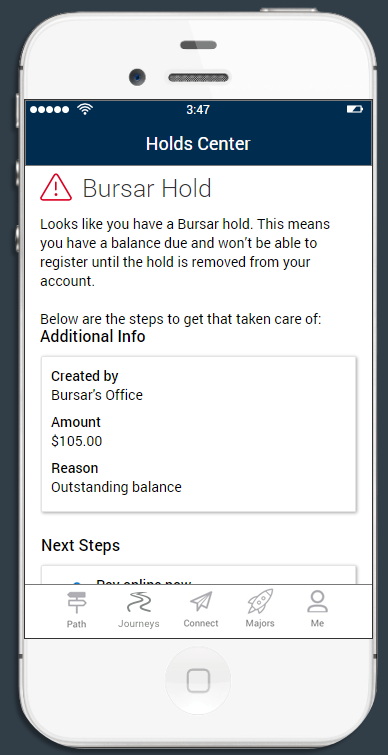 3:47
Holds Center
Bursar Hold
Looks like you have a Bursar hold. This means
you have a balance due and won't be able to
register until the hold is removed from your
account.
Below are the steps to get that taken care of:
Additional Info
Created by
Bursar's Office
Amount
$105.00
Reason
Outstanding balance
Next Steps
Pay online now
Path Journeys Connect Majors Me